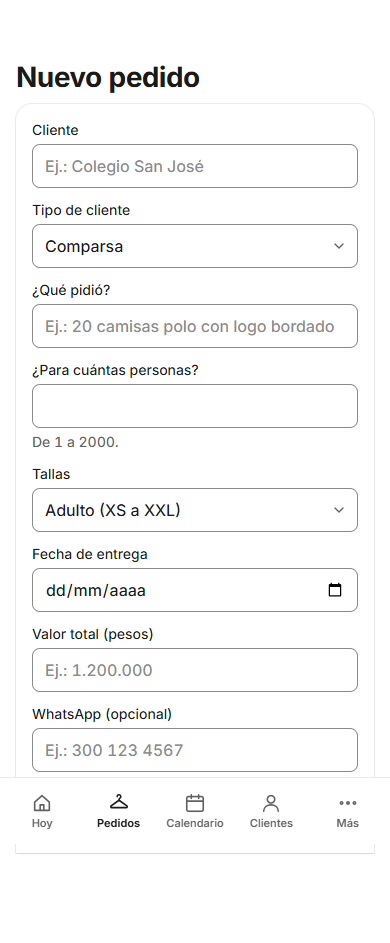 Nuevo pedido
Cliente
Ej.: Colegio San José
Tipo de cliente
Comparsa
¿Qué pidió?
Ej.: 20 camisas polo con logo bordado
¿Para cuántas personas?
De 1 a 2000.
Tallas
Adulto (XS a XXL)
Fecha de entrega
dd/mm/aaaa
Valor total (pesos)
Ej.: 1.200.000
WhatsApp (opcional)
Ej.: 300 123 4567
Hoy Pedidos Calendario Clientes Más